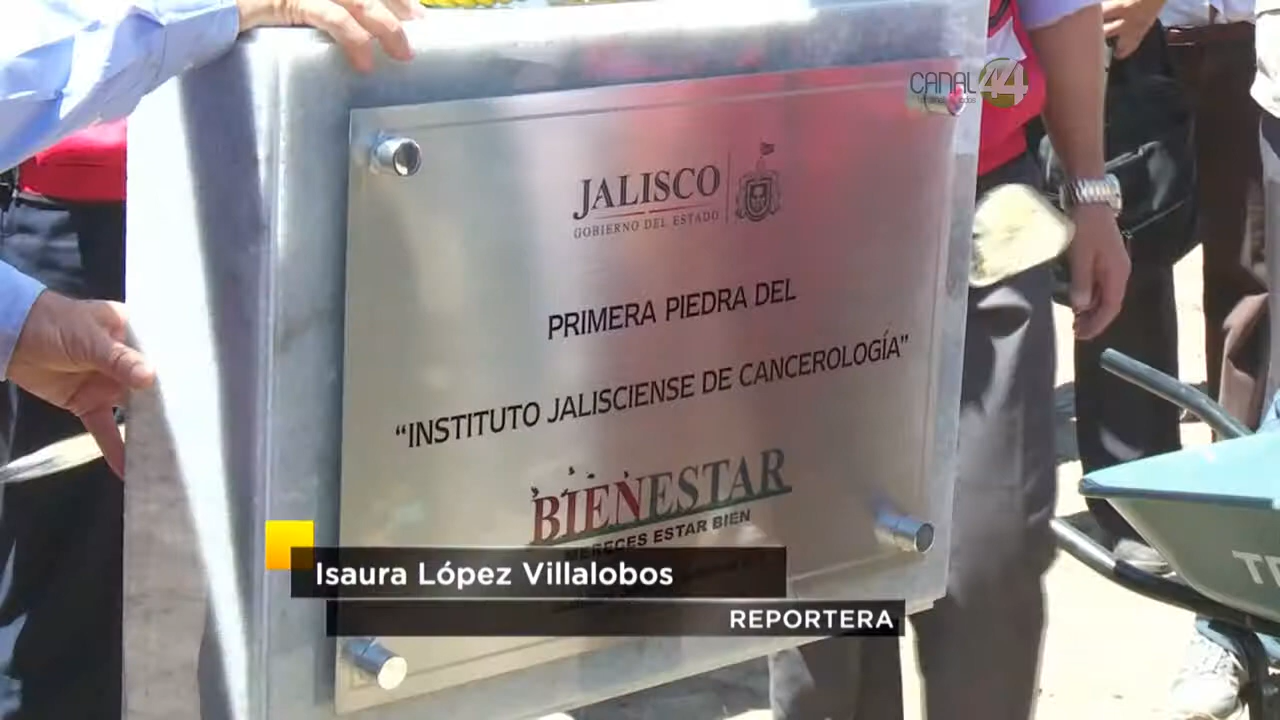 CANAL 44
JALISCO
GOBIERNO DEL ESTADO
PRIMERA PIEDRA DEL
“INSTITUTO JALISCIENSE DE CANCEROLOGÍA”
BIENESTAR
MERECES ESTAR BIEN
Isaura López Villalobos
REPORTERA